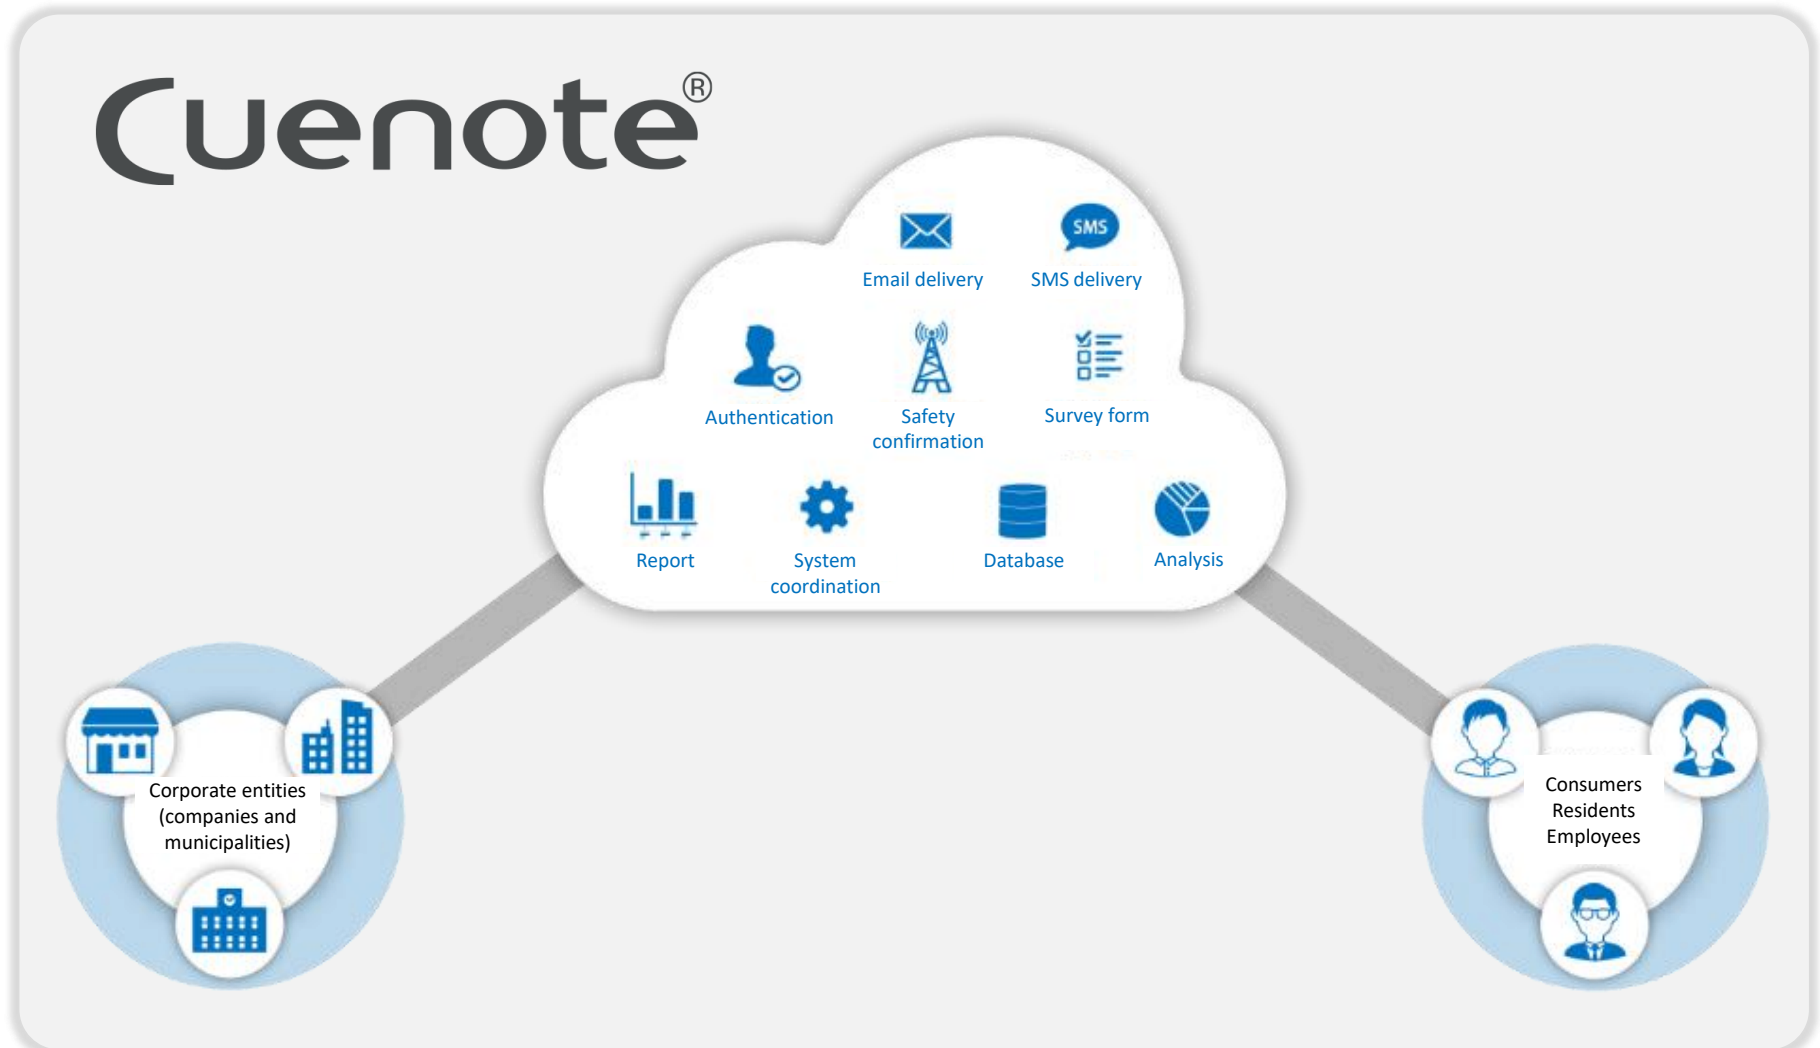 Cuenote®
SMS
Email delivery
SMS delivery
Authentication
Safety
confirmation
Survey form
Report
System
coordination
Database
Analysis
Corporate entities
(companies and
municipalities)
Consumers
Residents
Employees